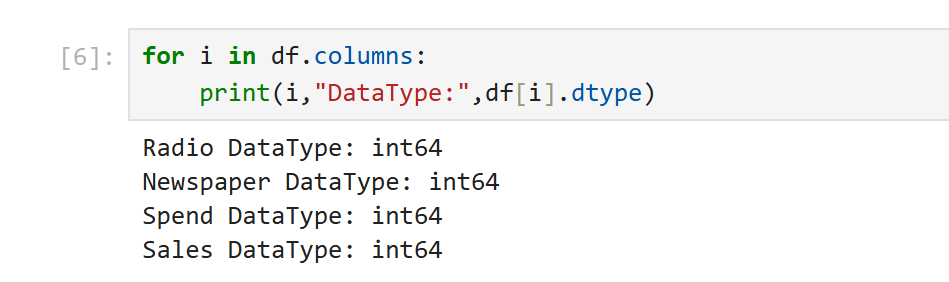 [6]: for i in df.columns:
    print(i,"DataType:",df[i].dtype)
Radio DataType: int64
Newspaper DataType: int64
Spend DataType: int64
Sales DataType: int64